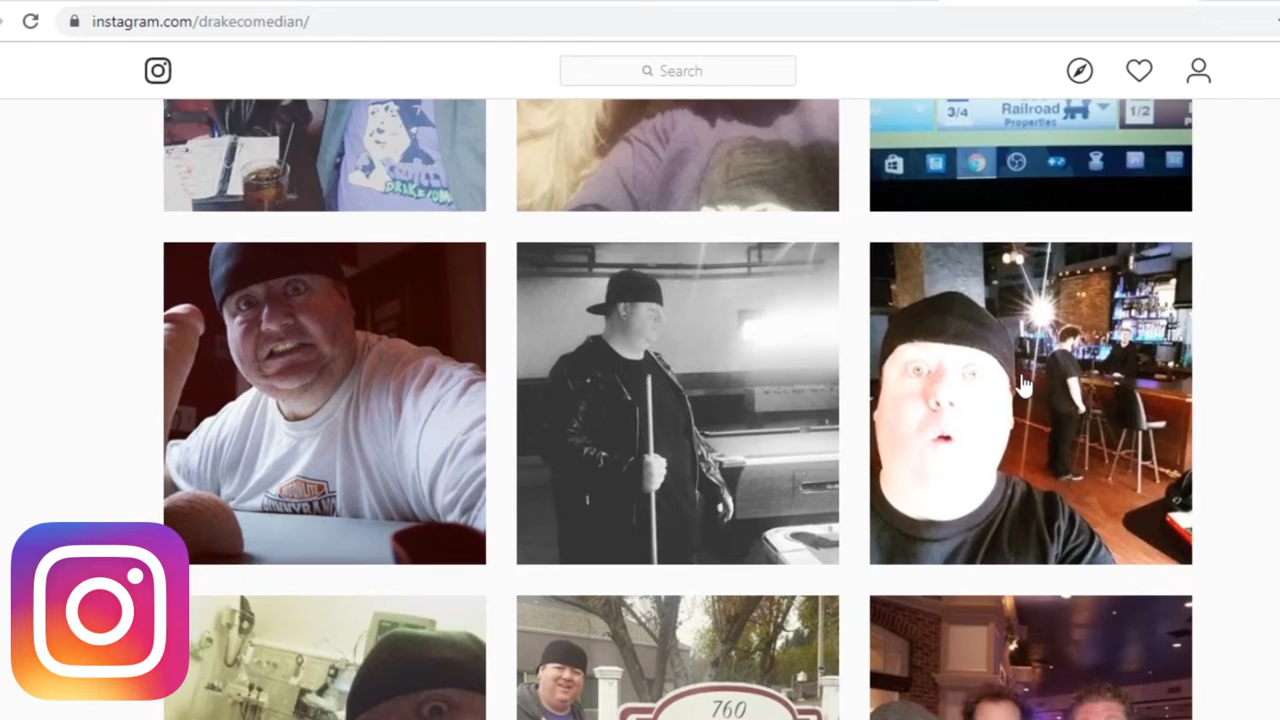 instagram.com/drakecomedian/
Search
3/4
Railroad
Properties
1/2
760